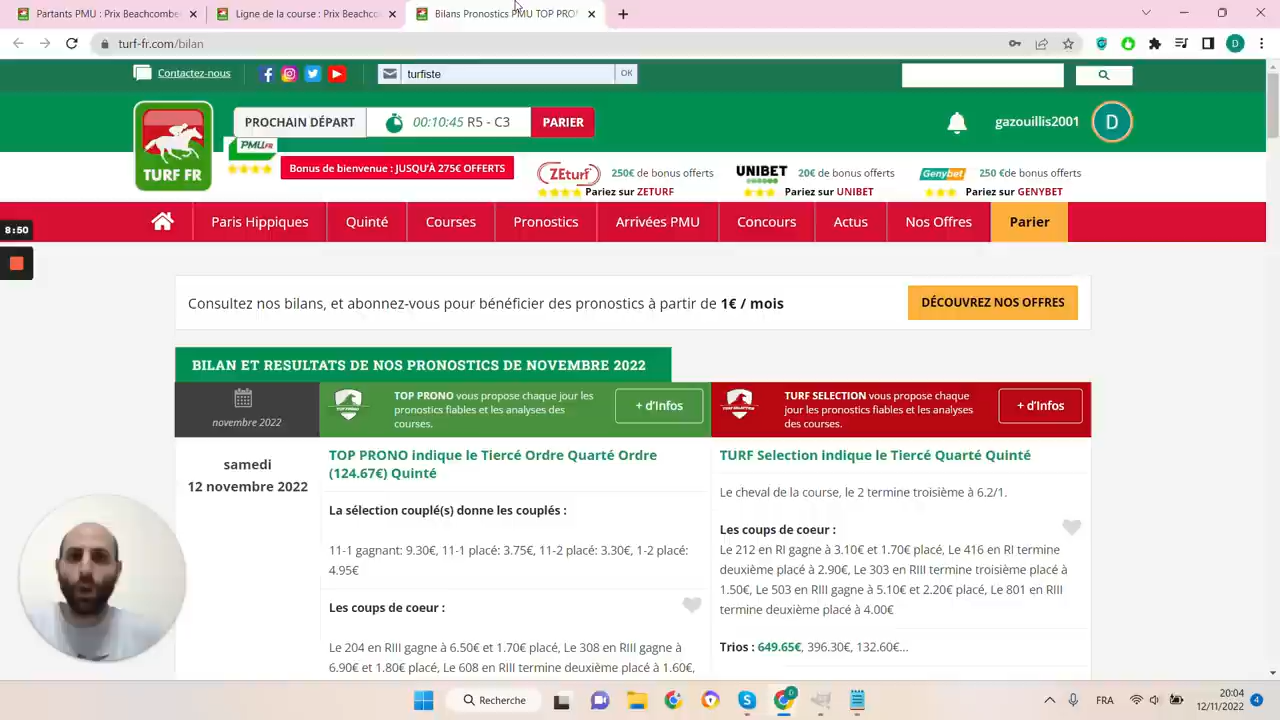 Partants PMU : Prix Beachcombe
Ligne de la course : Prix Beachc
Bilans Pronostics PMU TOP PRO
turf-fr.com/bilan
D
Contactez-nous
turfiste
OK
PROCHAIN DÉPART
00:10:45 R5 - C3
PARIER
gazouillis2001
D
TURF FR
PMU.FR
Bonus de bienvenue : JUSQU'À 275€ OFFERTS
ZEturf
250€ de bonus offerts
Pariez sur ZETURF
UNIBET
20€ de bonus offerts
Pariez sur UNIBET
Genybet
250 €de bonus offerts
Pariez sur GENYBET
8:50
Paris Hippiques
Quinté
Courses
Pronostics
Arrivées PMU
Concours
Actus
Nos Offres
Parier
Consultez nos bilans, et abonnez-vous pour bénéficier des pronostics à partir de 1€ / mois
DÉCOUVREZ NOS OFFRES
BILAN ET RESULTATS DE NOS PRONOSTICS DE NOVEMBRE 2022
novembre 2022
TOP PRONO vous propose chaque jour les
pronostics fiables et les analyses des
courses.
+ d'Infos
TURF SELECTION vous propose chaque
jour les pronostics fiables et les analyses
des courses.
+ d'Infos
samedi
12 novembre 2022
TOP PRONO indique le Tiercé Ordre Quarté Ordre
(124.67€) Quinté
La sélection couplé(s) donne les couplés :
11-1 gagnant: 9.30€, 11-1 placé: 3.75€, 11-2 placé: 3.30€, 1-2 placé:
4.95€
Les coups de coeur :
Le 204 en RIII gagne à 6.50€ et 1.70€ placé, Le 308 en RIII gagne à
6.90€ et 1.80€ placé, Le 608 en RIII termine deuxième placé à 1.60€,
TURF Selection indique le Tiercé Quarté Quinté
Le cheval de la course, le 2 termine troisième à 6.2/1.
Les coups de coeur :
Le 212 en RI gagne à 3.10€ et 1.70€ placé, Le 416 en RI termine
deuxième placé à 2.90€, Le 303 en RIII termine troisième placé à
1.50€, Le 503 en RIII gagne à 5.10€ et 2.20€ placé, Le 801 en RIII
termine deuxième placé à 4.00€
Trios : 649.65€, 396.30€, 132.60€...
Recherche
D
FRA
20:04
12/11/2022
4